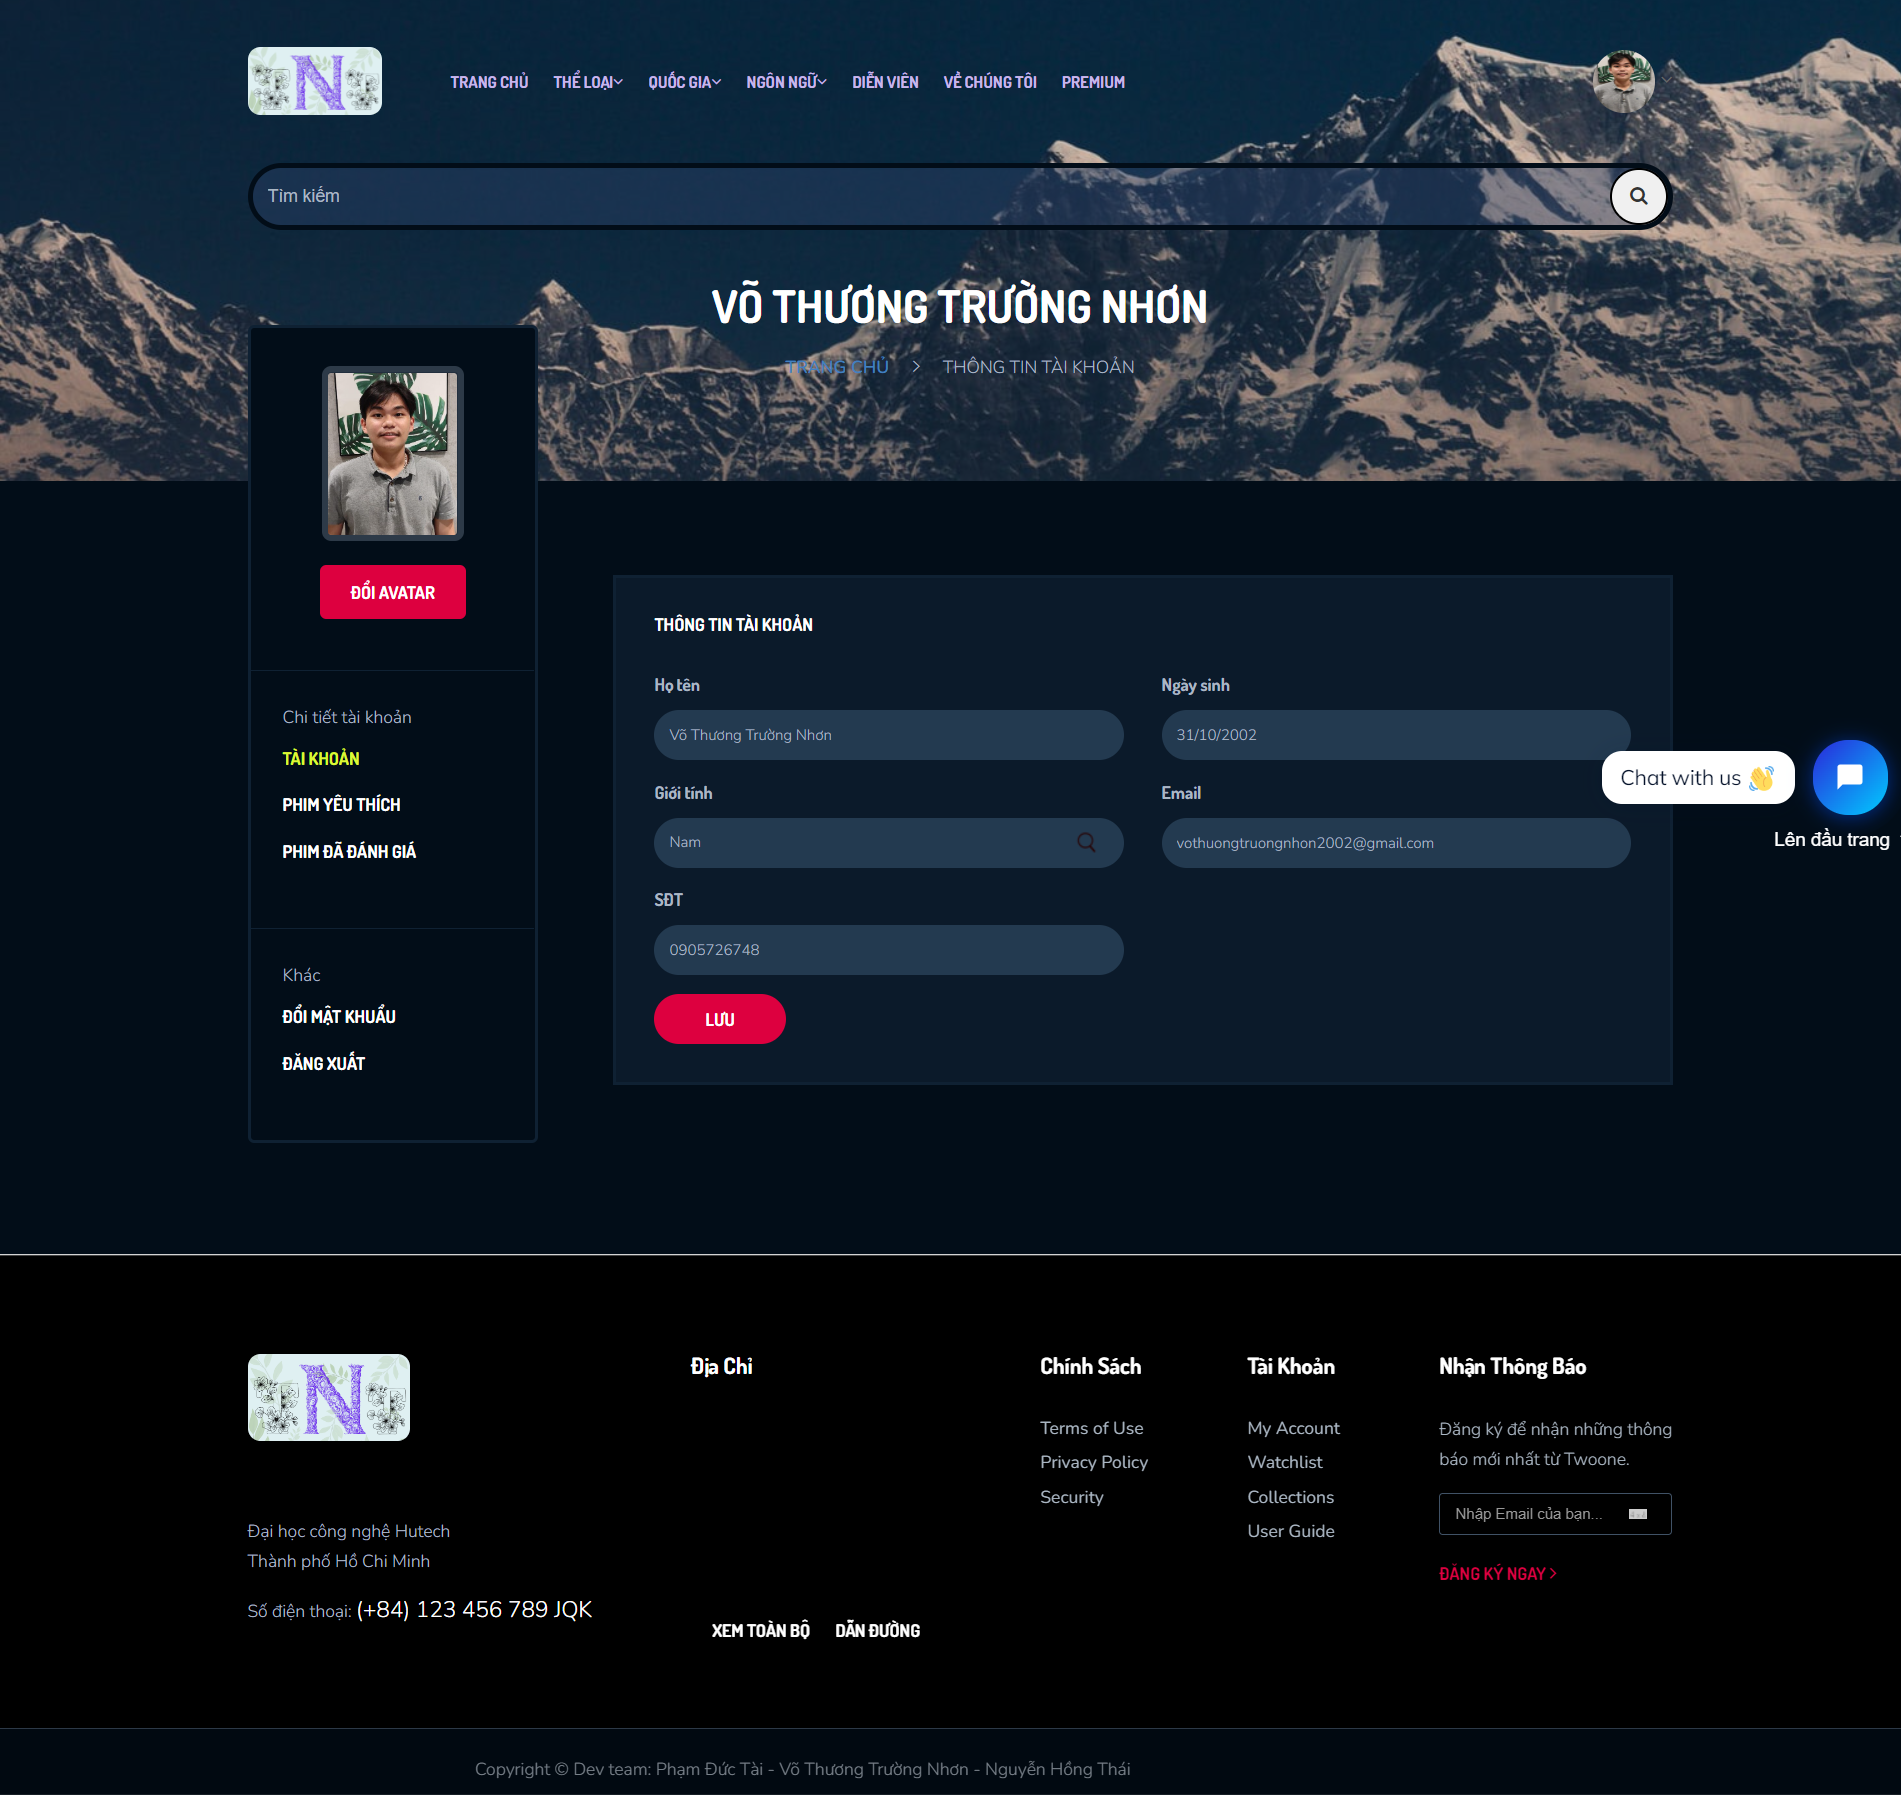 N
TRANG CHỦ THỂ LOẠI QUỐC GIA NGÔN NGỮ DIỄN VIÊN VỀ CHÚNG TÔI PREMIUM
Tìm kiếm
VÕ THƯƠNG TRƯỜNG NHƠN
TRANG CHỦ > THÔNG TIN TÀI KHOẢN
ĐỔI AVATAR
Chi tiết tài khoản
TÀI KHOẢN
PHIM YÊU THÍCH
PHIM ĐÃ ĐÁNH GIÁ
Khác
ĐỔI MẬT KHUẨU
ĐĂNG XUẤT
THÔNG TIN TÀI KHOẢN
Họ tên
Võ Thương Trường Nhơn
Ngày sinh
31/10/2002
Giới tính
Nam
Email
vothuongtruongnhon2002@gmail.com
SĐT
0905726748
LƯU
Chat with us 👋
Lên đầu trang
N
Đại học công nghệ Hutech
Thành phố Hồ Chi Minh
Số điện thoại: (+84) 123 456 789 JQK
Địa Chỉ
XEM TOÀN BỘ DẪN ĐƯỜNG
Chính Sách
Terms of Use
Privacy Policy
Security
Tài Khoản
My Account
Watchlist
Collections
User Guide
Nhận Thông Báo
Đăng ký để nhận những thông
báo mới nhất từ Twoone.
Nhập Email của bạn...
ĐĂNG KÝ NGAY >
Copyright © Dev team: Phạm Đức Tài - Võ Thương Trường Nhơn - Nguyễn Hồng Thái